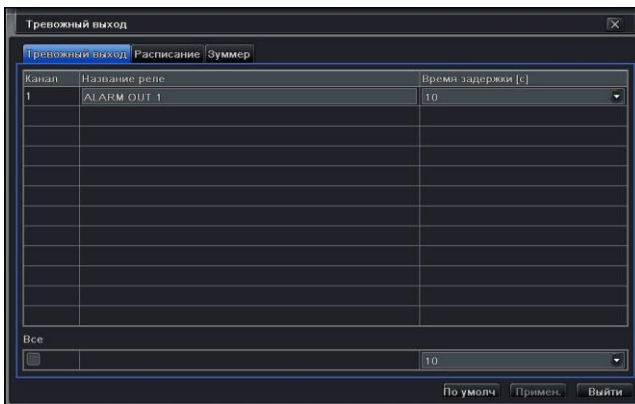 Тревожный выход
Тревожный выход Расписание Зуммер
Канал Название реле Время задержки [с]
1 ALARM OUT 1 10
Все
10
По умолч Примен. Выйти